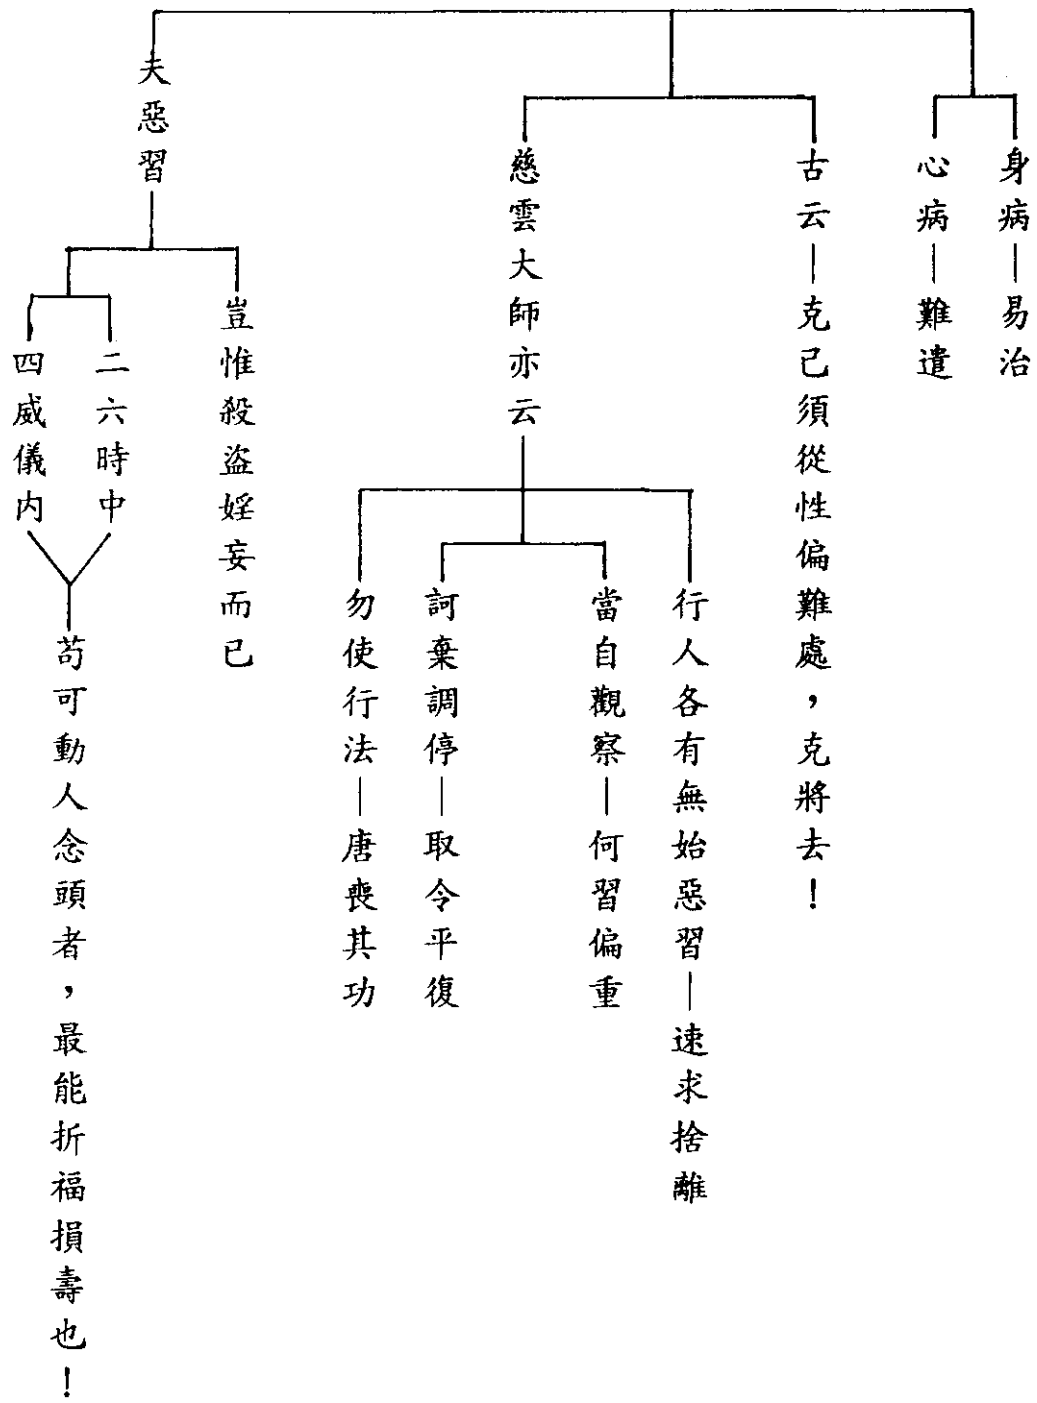 身病—易治
心病—難遣
古云—克己須從性偏難處，克將去！
慈雲大師亦云
行人各有無始惡習—速求捨離
當自觀察—何習偏重
訶棄調停—取令平復
勿使行法—唐喪其功
夫惡習
豈惟殺盜婬妄而已
二六時中
四威儀内
苟可動人念頭者，最能折福損壽也！